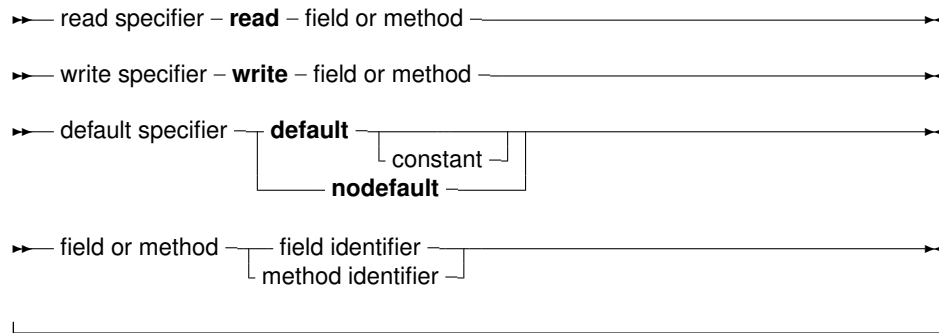 read specifier read field or method
write specifier write field or method
default specifier default
constant
nodefault
field or method field identifier
method identifier